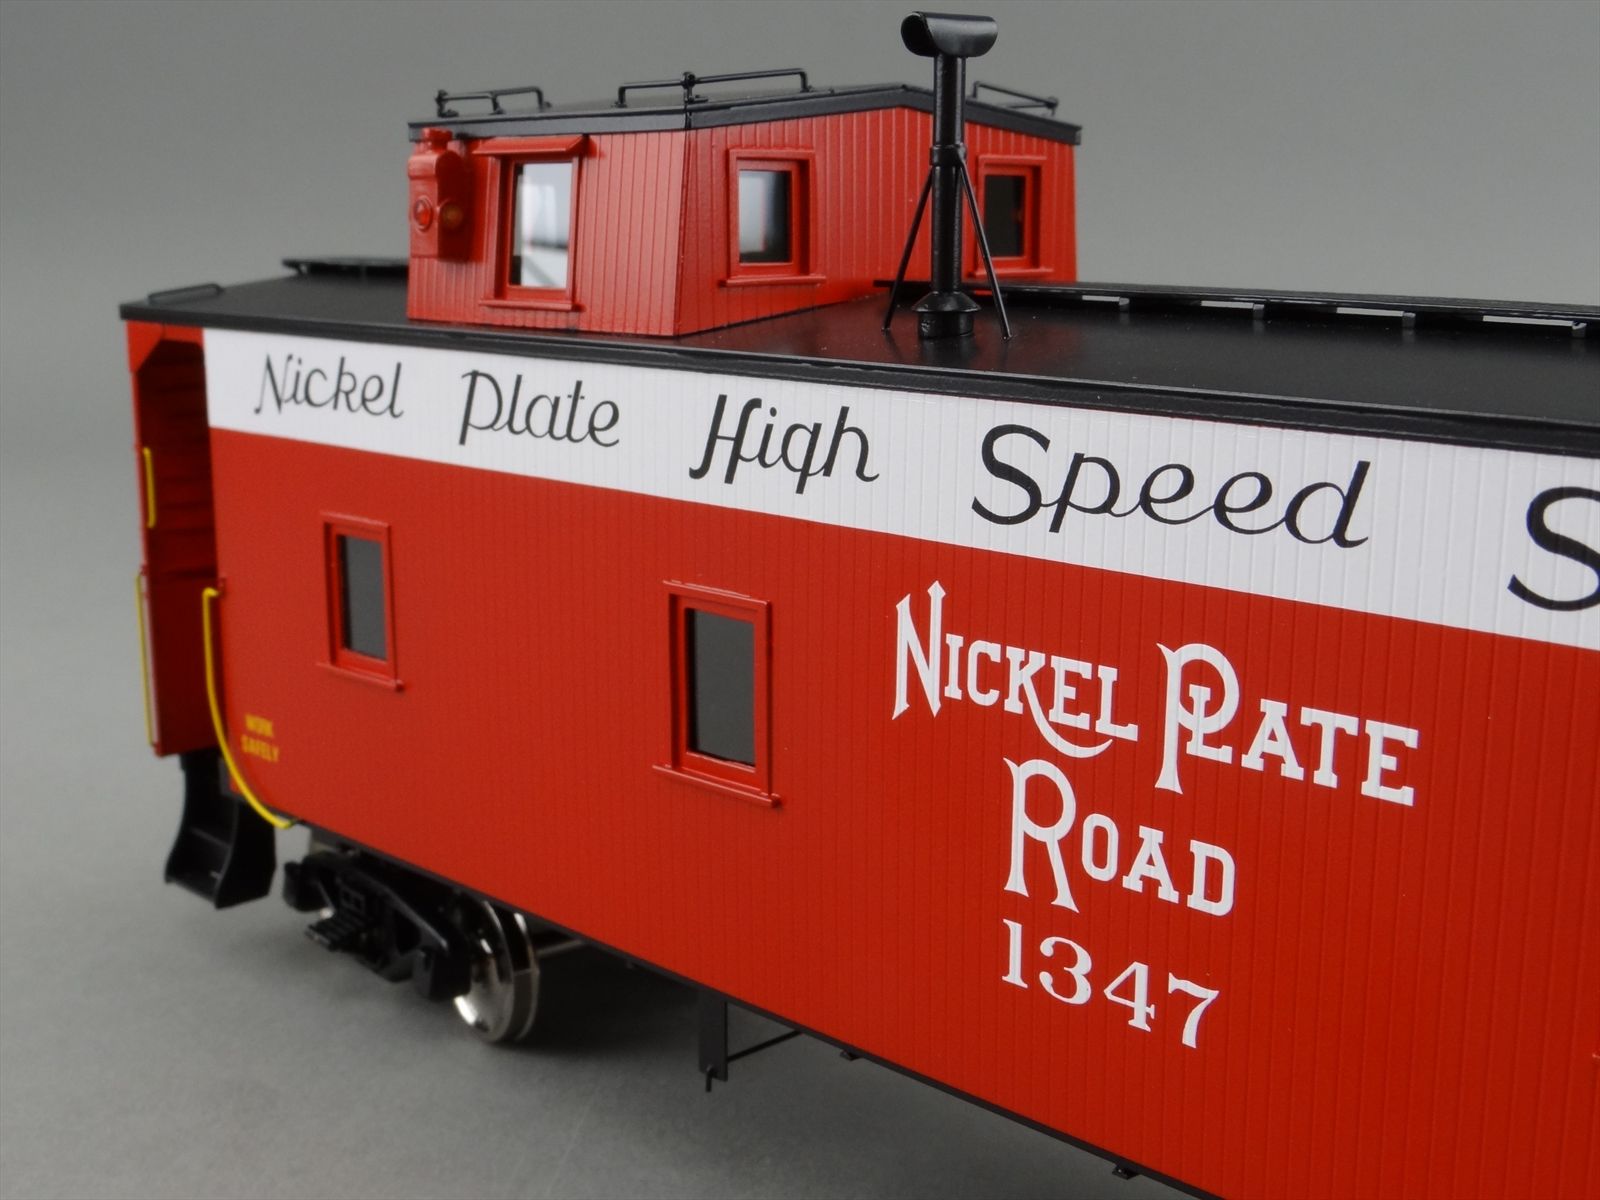 Nickel Plate High Speed S
NICKEL PLATE
ROAD
1347
WORK
SAFELY